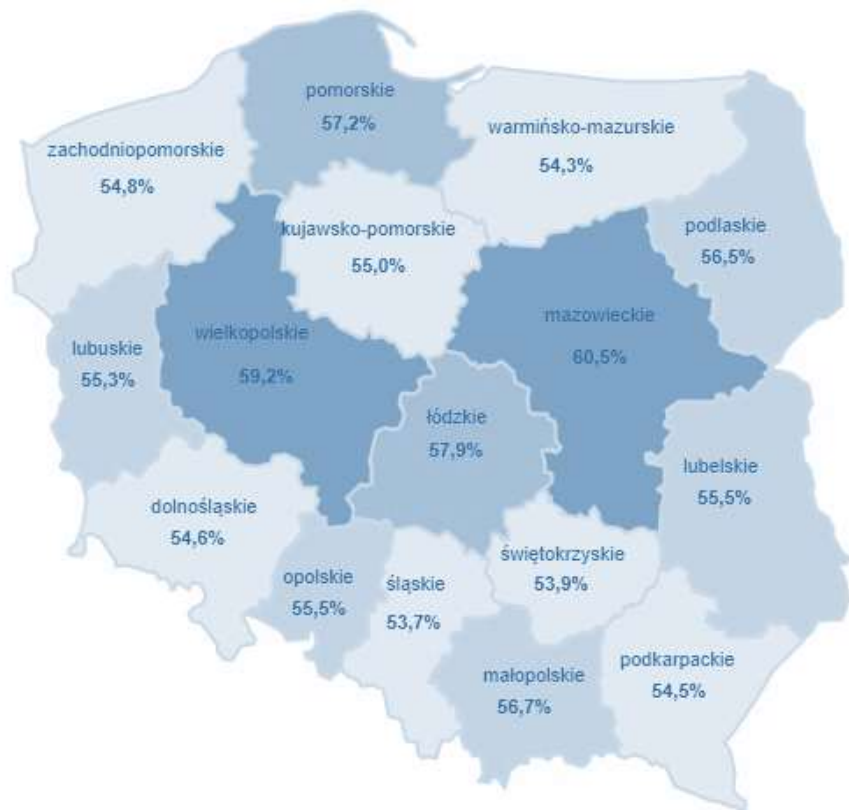 pomorskie
57,2%
warmińsko-mazurskie
54,3%
zachodniopomorskie
54,8%
kujawsko-pomorskie
55,0%
podlaskie
56,5%
mazowieckie
60,5%
wielkopolskie
59,2%
lubuskie
55,3%
łódzkie
57,9%
lubelskie
55,5%
dolnośląskie
54,6%
świętokrzyskie
53,9%
opolskie
55,5%
śląskie
53,7%
małopolskie
56,7%
podkarpackie
54,5%